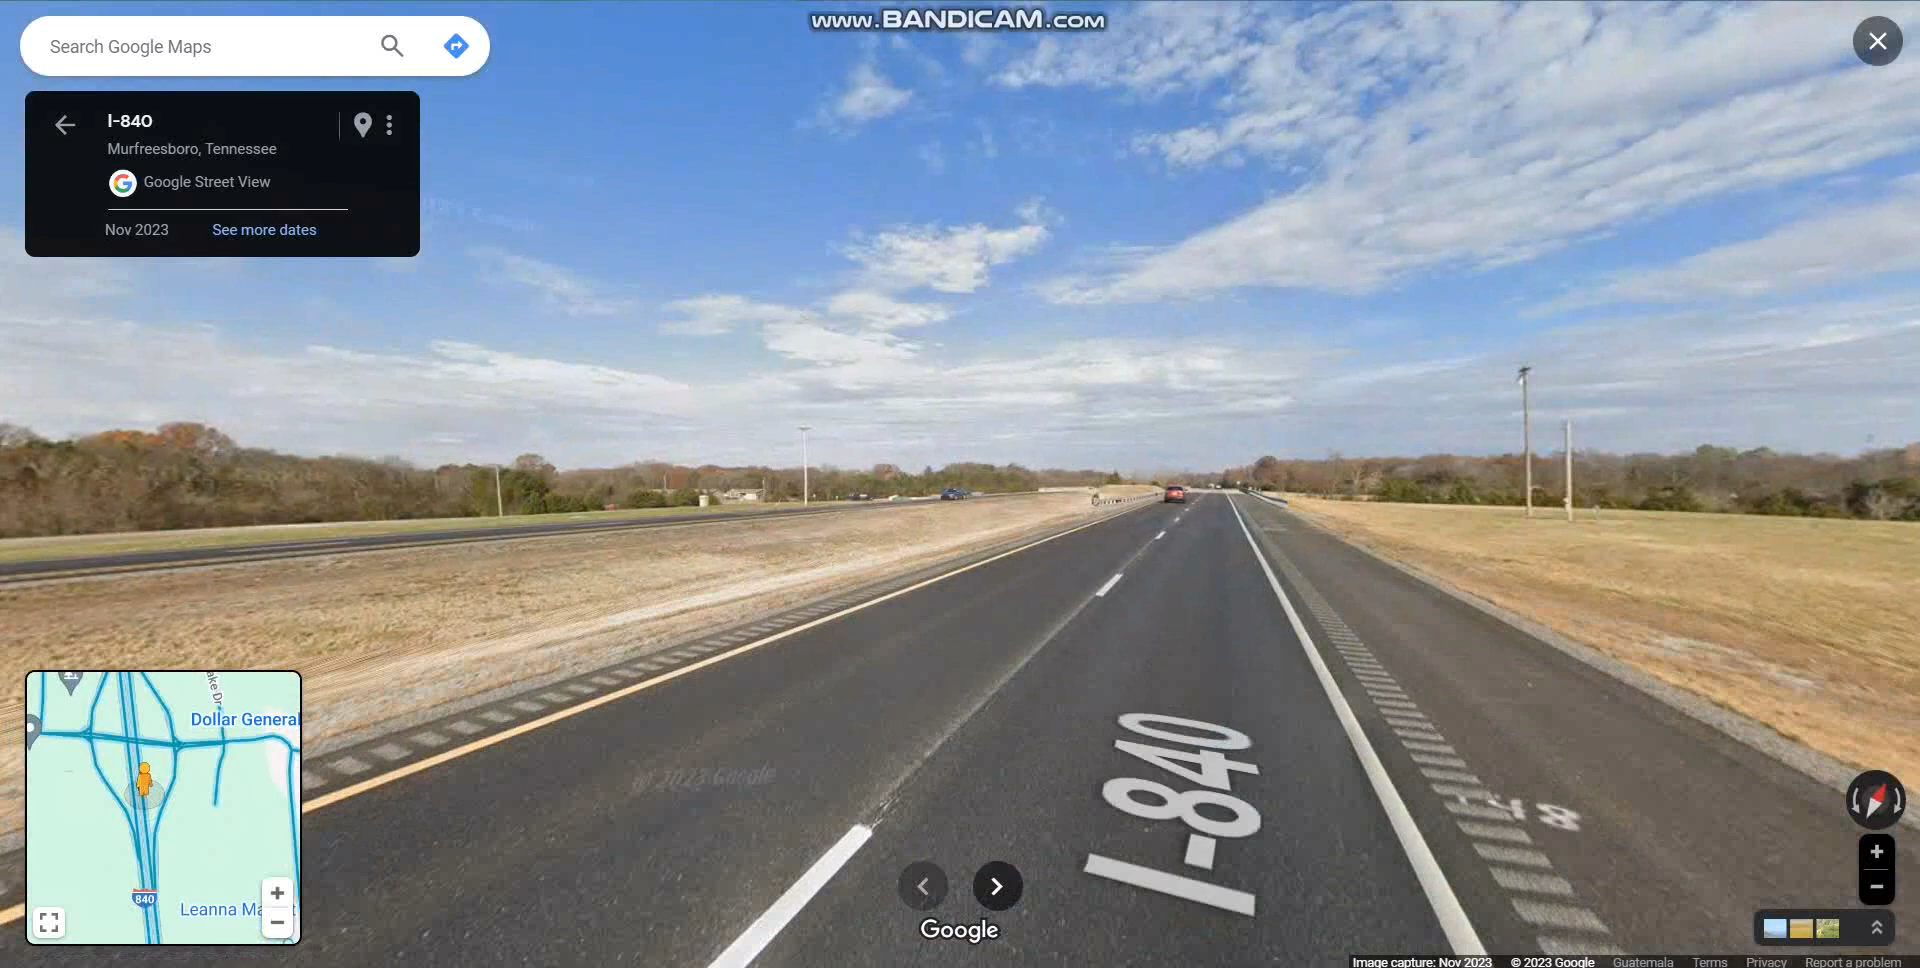 www.BANDICAM.com
Search Google Maps
I-840
Murfreesboro, Tennessee
Google Street View
Nov 2023
See more dates
Dollar General
840
Leanna Ma
I-840
Google
Image capture: Nov 2023
© 2023 Google
Guatemala
Terms
Privacy
Report a problem